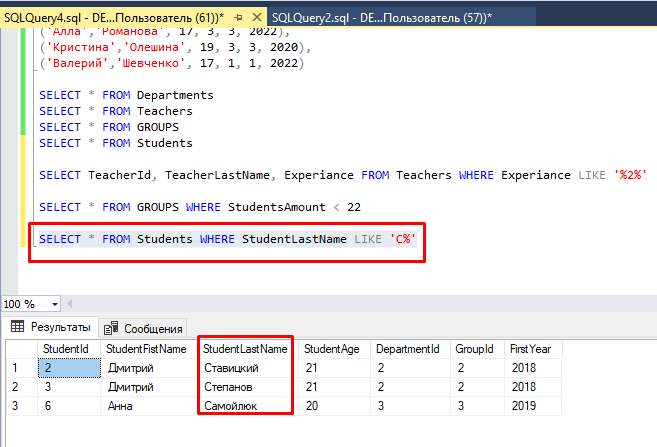 SQLQuery4.sql - DE...Пользователь (61))* SQLQuery2.sql - DE...Пользователь (57))*
('Алла','Романова', 17, 3, 3, 2022),
('Кристина','Олешина', 19, 3, 3, 2020),
('Валерий','Шевченко', 17, 1, 1, 2022)
SELECT * FROM Departments
SELECT * FROM Teachers
SELECT * FROM GROUPS
SELECT * FROM Students
SELECT TeacherId, TeacherLastName, Experiance FROM Teachers WHERE Experiance LIKE '%2%'
SELECT * FROM GROUPS WHERE StudentsAmount < 22
SELECT * FROM Students WHERE StudentLastName LIKE 'С%'
100 %
Результаты Сообщения
StudentId StudentFistName StudentLastName StudentAge DepartmentId GroupId FirstYear
1 2 Дмитрий Ставицкий 21 2 2 2018
2 3 Дмитрий Степанов 21 2 2 2018
3 6 Анна Самойлюк 20 3 3 2019